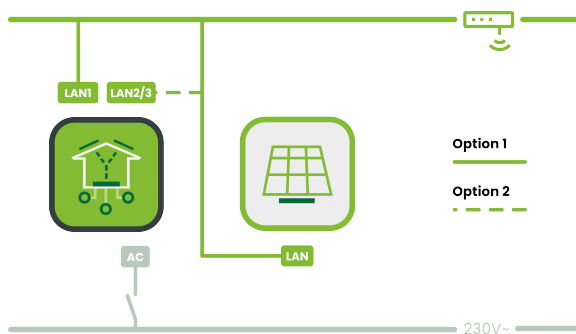 LAN1
LAN2/3
Option 1
Option 2
AC
LAN
230V~